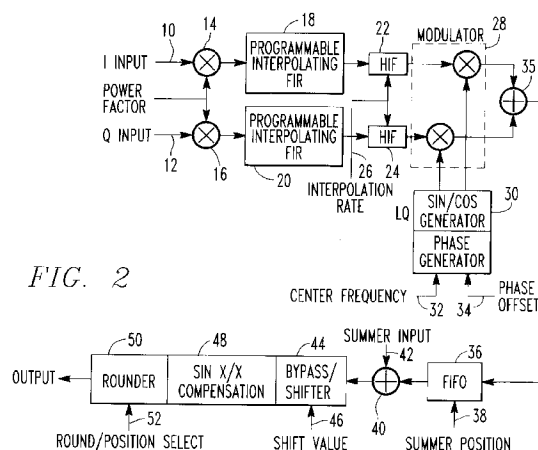 18
22
MODULATOR
28
14
10
I INPUT
PROGRAMMABLE
INTERPOLATING
FIR
HIF
35
POWER
FACTOR
Q INPUT
PROGRAMMABLE
INTERPOLATING
FIR
HIF
12
16
20
26
24
INTERPOLATION
RATE
LQ
SIN/COS
GENERATOR
30
PHASE
GENERATOR
FIG. 2
CENTER FREQUENCY
32
34
PHASE
OFFSET
50
48
44
SUMMER INPUT
42
36
OUTPUT
ROUNDER
SIN X/X
COMPENSATION
BYPASS/
SHIFTER
FIFO
52
46
40
38
ROUND/POSITION SELECT
SHIFT VALUE
SUMMER POSITION